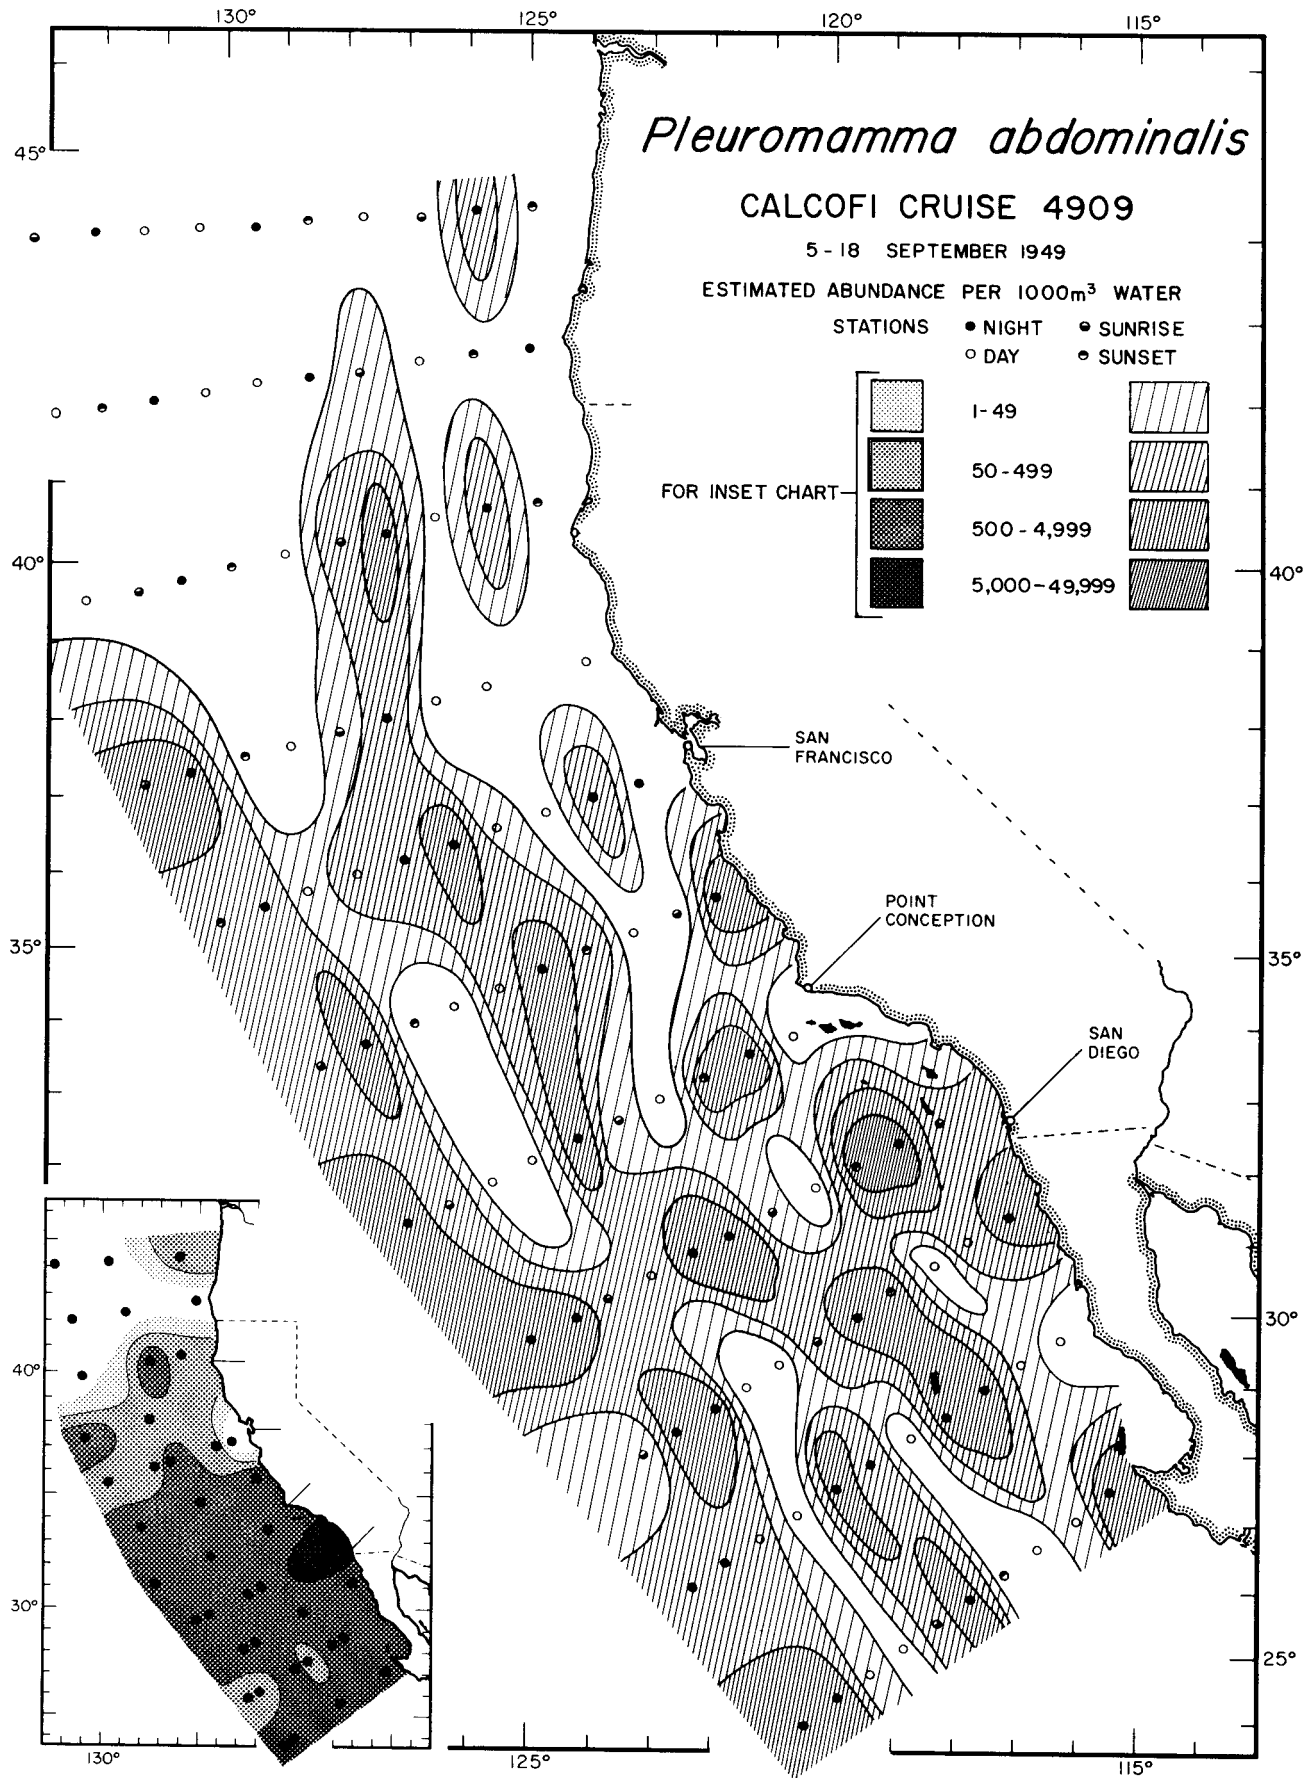 130° 125° 120° 115°
45°
Pleuromamma abdominalis
CALCOFI CRUISE 4909
5-18 SEPTEMBER 1949
ESTIMATED ABUNDANCE PER 1000m³ WATER
STATIONS ● NIGHT SUNRISE
○ DAY SUNSET
1-49
50-499
FOR INSET CHART
500-4,999
5,000-49,999
40° 40°
SAN
FRANCISCO
POINT
CONCEPTION
35° 35°
SAN
DIEGO
30°
40°
30°
25°
130° 125° 115°